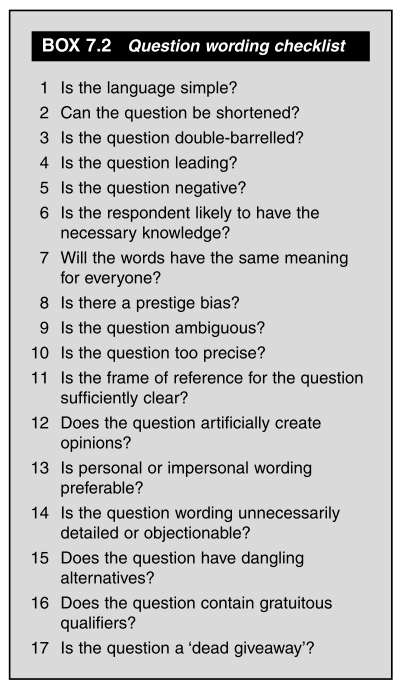 BOX 7.2 Question wording checklist
1 Is the language simple?
2 Can the question be shortened?
3 Is the question double-barrelled?
4 Is the question leading?
5 Is the question negative?
6 Is the respondent likely to have the
necessary knowledge?
7 Will the words have the same meaning
for everyone?
8 Is there a prestige bias?
9 Is the question ambiguous?
10 Is the question too precise?
11 Is the frame of reference for the question
sufficiently clear?
12 Does the question artificially create
opinions?
13 Is personal or impersonal wording
preferable?
14 Is the question wording unnecessarily
detailed or objectionable?
15 Does the question have dangling
alternatives?
16 Does the question contain gratuitous
qualifiers?
17 Is the question a ‘dead giveaway’?